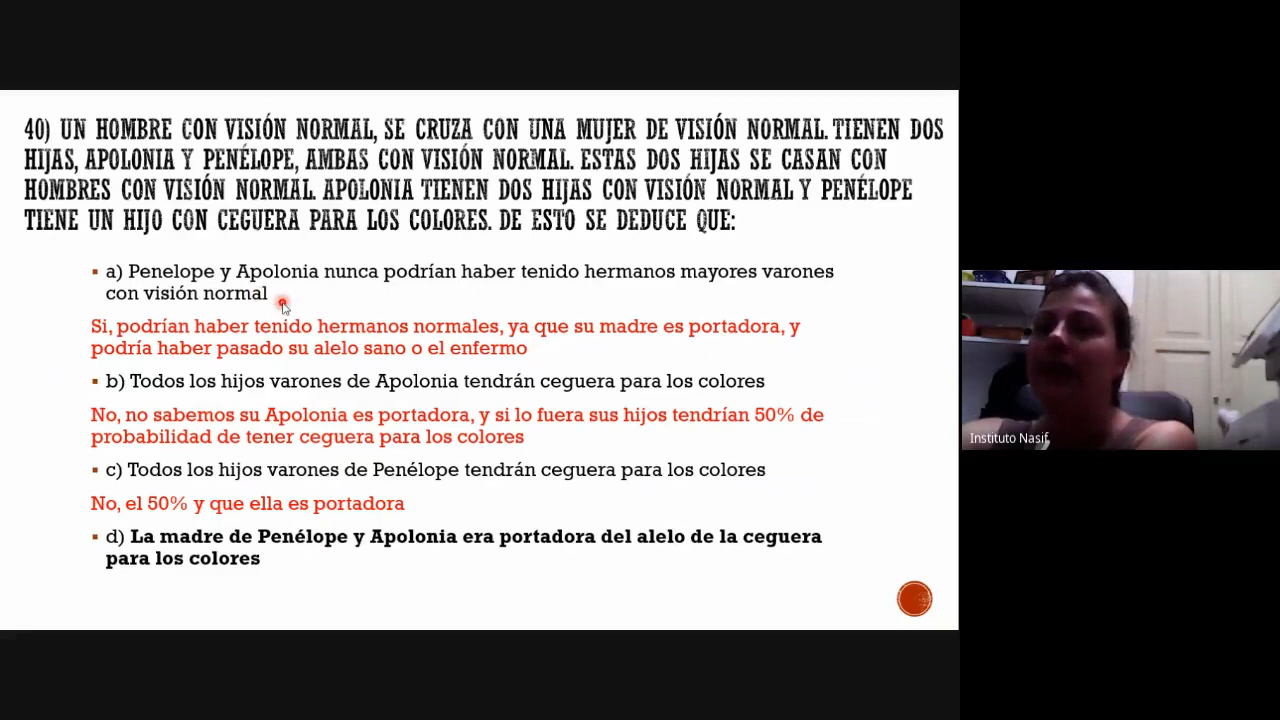 40) UN HOMBRE CON VISIÓN NORMAL, SE CRUZA CON UNA MUJER DE VISIÓN NORMAL. TIENEN DOS
HIJAS, APOLONIA Y PENÉLOPE, AMBAS CON VISIÓN NORMAL. ESTAS DOS HIJAS SE CASAN CON
HOMBRES CON VISIÓN NORMAL. APOLONIA TIENEN DOS HIJAS CON VISIÓN NORMAL Y PENÉLOPE
TIENE UN HIJO CON CEGUERA PARA LOS COLORES. DE ESTO SE DEDUCE QUE:
▪ a) Penelope y Apolonia nunca podrían haber tenido hermanos mayores varones
con visión normal
Si, podrían haber tenido hermanos normales, ya que su madre es portadora, y
podría haber pasado su alelo sano o el enfermo
▪ b) Todos los hijos varones de Apolonia tendrán ceguera para los colores
No, no sabemos su Apolonia es portadora, y si lo fuera sus hijos tendrían 50% de
probabilidad de tener ceguera para los colores
▪ c) Todos los hijos varones de Penélope tendrán ceguera para los colores
No, el 50% y que ella es portadora
▪ d) La madre de Penélope y Apolonia era portadora del alelo de la ceguera
para los colores
Instituto Nasif